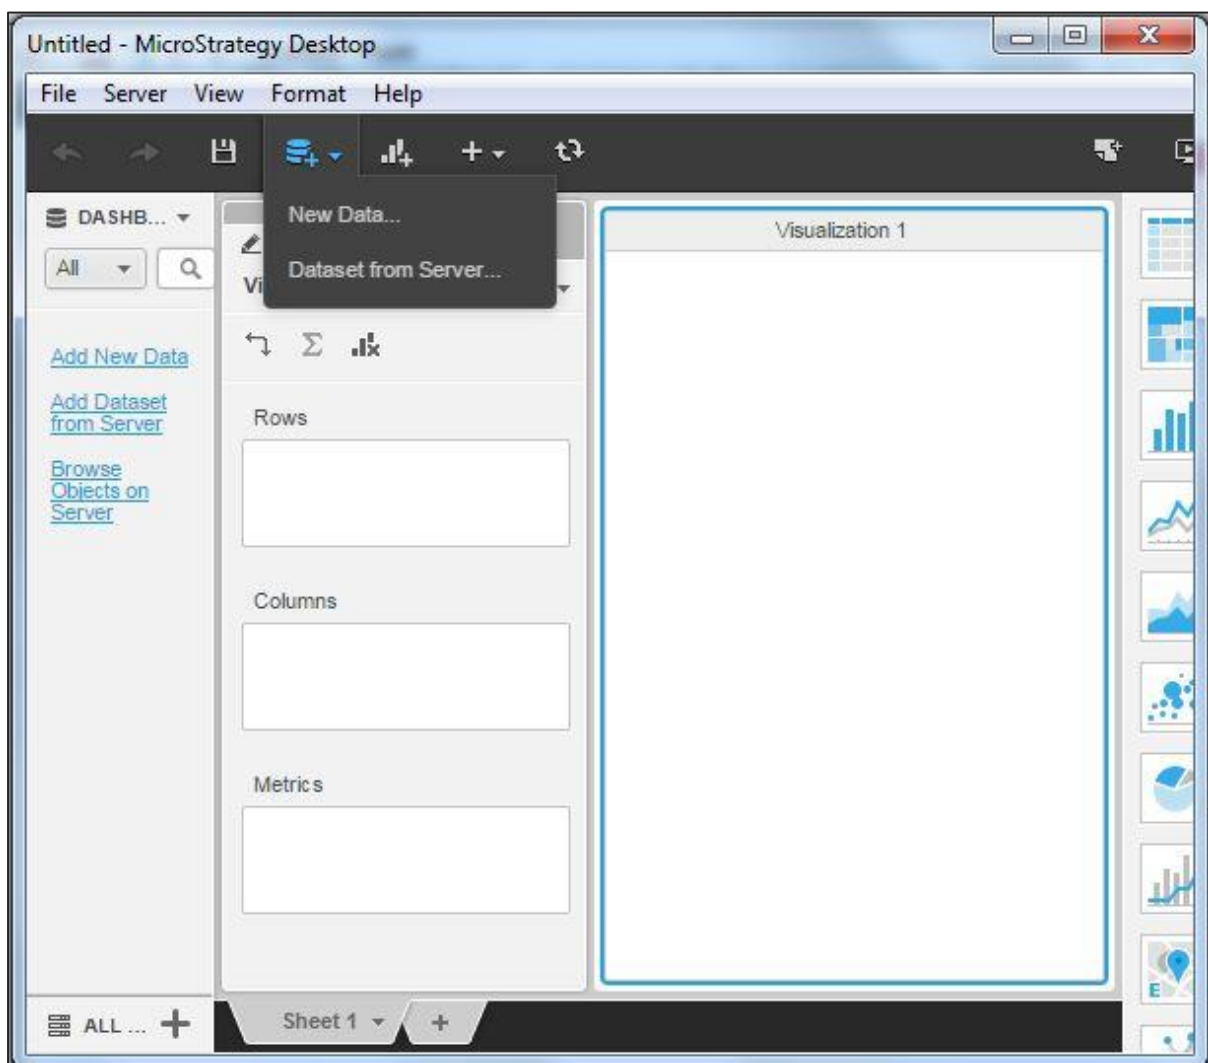 Untitled - MicroStrategy Desktop
File Server View Format Help
New Data...
Dataset from Server...
DASHB...
All
Vi
Visualization 1
Add New Data
Add Dataset
from Server
Browse
Objects on
Server
Rows
Columns
Metrics
E
ALL ...
Sheet 1